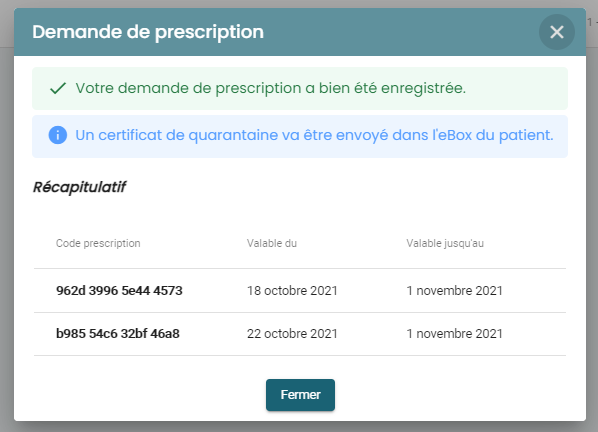 Demande de prescription
Votre demande de prescription a bien été enregistrée.
Un certificat de quarantaine va être envoyé dans l'eBox du patient.
Récapitulatif
Code prescription Valable du Valable jusqu'au
962d 3996 5e44 4573 18 octobre 2021 1 novembre 2021
b985 54c6 32bf 46a8 22 octobre 2021 1 novembre 2021
Fermer